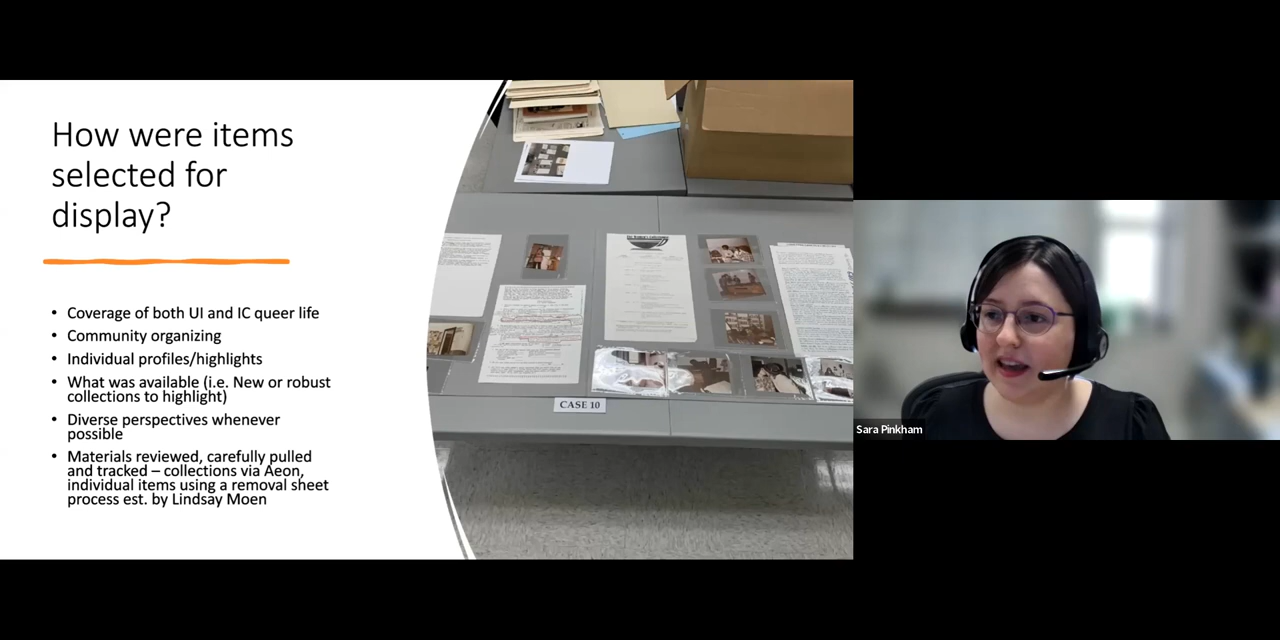 How were items
selected for
display?
• Coverage of both UI and IC queer life
• Community organizing
• Individual profiles/highlights
• What was available (i.e. New or robust
collections to highlight)
• Diverse perspectives whenever
possible
• Materials reviewed, carefully pulled
and tracked – collections via Aeon,
individual items using a removal sheet
process est. by Lindsay Moen
CASE 10
Sara Pinkham